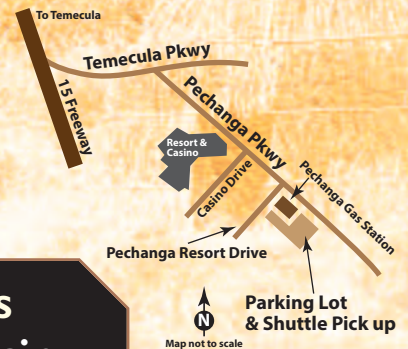 To Temecula
Temecula Pkwy
15 Freeway
Pechanga Pkwy
Resort &
Casino
Casino Drive
Pechanga Gas Station
Pechanga Resort Drive
Parking Lot
& Shuttle Pick up
N
Map not to scale